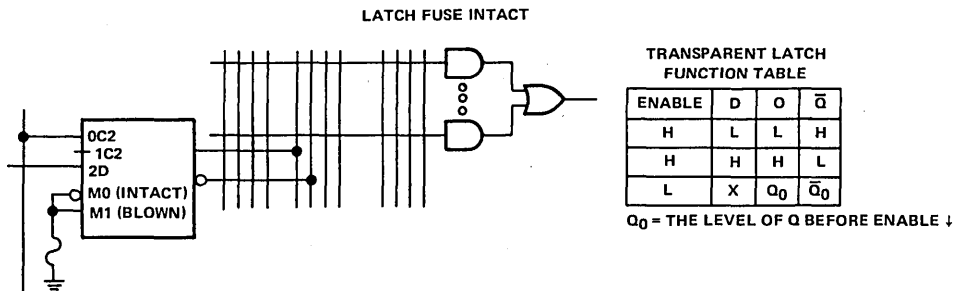 LATCH FUSE INTACT
TRANSPARENT LATCH
FUNCTION TABLE
ENABLE D O Q̅
H L L H
H H H L
L X Q₀ Q̅₀
Q₀ = THE LEVEL OF Q BEFORE ENABLE ↓
0C2
1C2
2D
M0 (INTACT)
M1 (BLOWN)